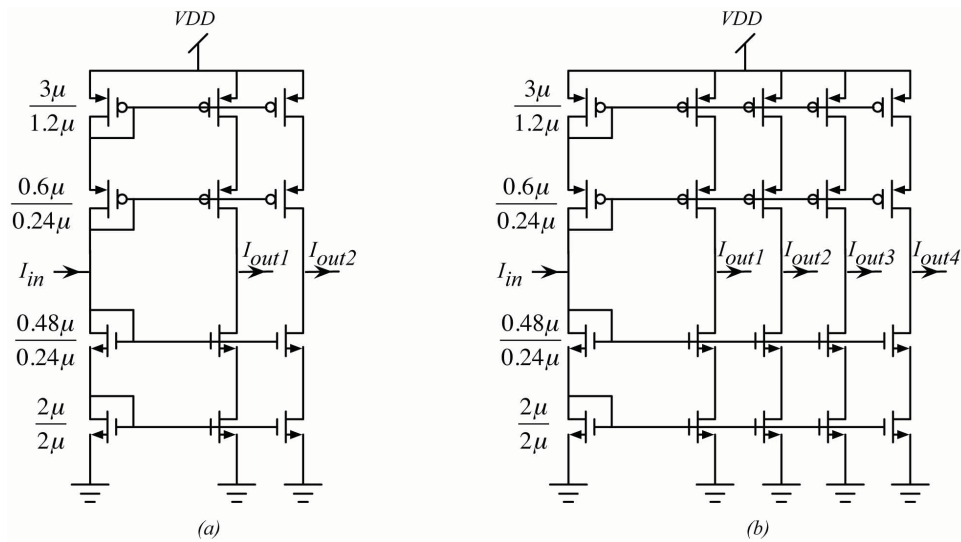 VDD
3μ
1.2μ
0.6μ
0.24μ
I_in
I_out1
I_out2
0.48μ
0.24μ
2μ
2μ
(a)
VDD
3μ
1.2μ
0.6μ
0.24μ
I_in
I_out1
I_out2
I_out3
I_out4
0.48μ
0.24μ
2μ
2μ
(b)